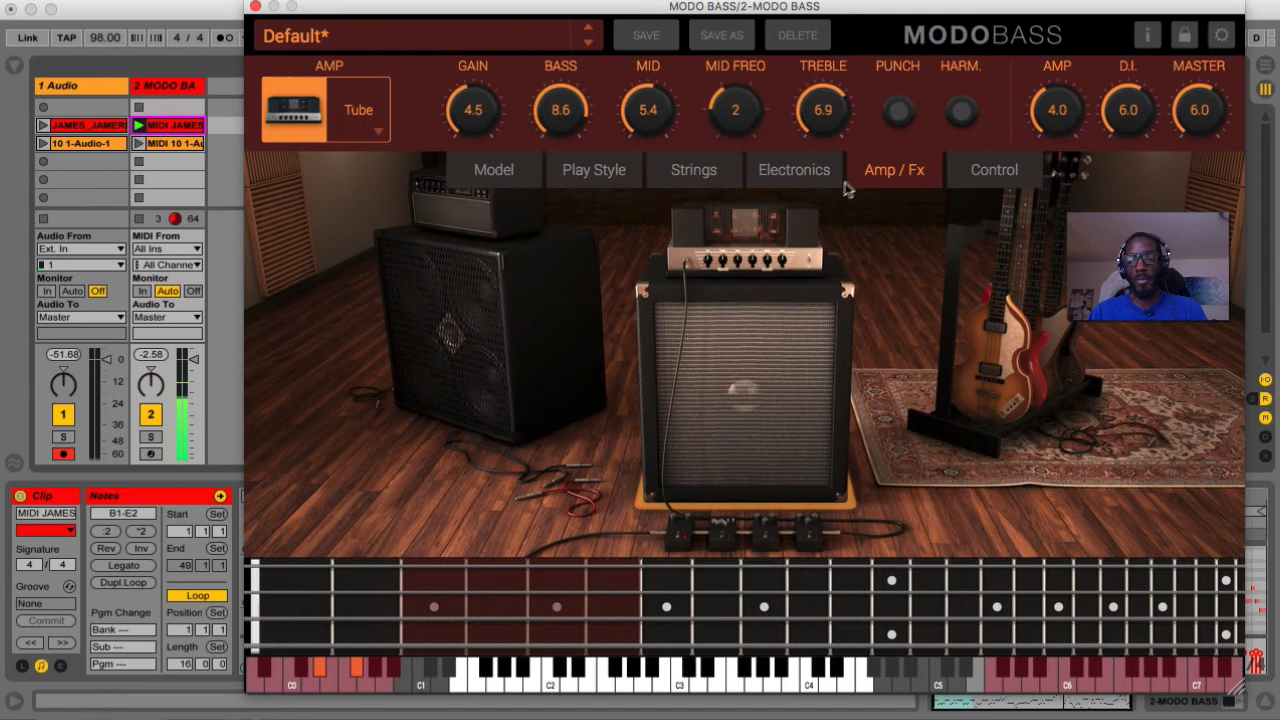 MODO BASS/2-MODO BASS
Link TAP 98.00 4 / 4
Default* SAVE SAVE AS DELETE MODOBASS D
AMP GAIN BASS MID MID FREQ TREBLE PUNCH HARM. AMP D.I. MASTER
1 Audio 2 MODO BA
Tube 4.5 8.6 5.4 2 6.9 4.0 6.0 6.0
JAMES_JAMER MIDI JAMES
10 1-Audio-1 MIDI 10 1-Au
Model Play Style Strings Electronics Amp / Fx Control
3 64
Audio From MIDI From
Ext. In All Ins
1 All Channe
Monitor Monitor
In Auto Off In Auto Off
Audio To Audio To
Master Master
-51.68 -2.58
0
12
24
36
48
60
1 2
S S
I-O
S R
M
D
X
Clip Notes
MIDI JAMES B1-E2 Start Set
:2 *2 1 1 1
Signature Rev Inv End Set
4 / 4 Legato 49 1 1
Groove Dupl.Loop Loop
None Pgm Change Position Set
Commit Bank --- 1 1 1
<< >> Sub --- Length Set
L E Pgm --- 16 0 0
C0 C1 C2 C3 C4 C5 C6 C7
2-MODO BASS